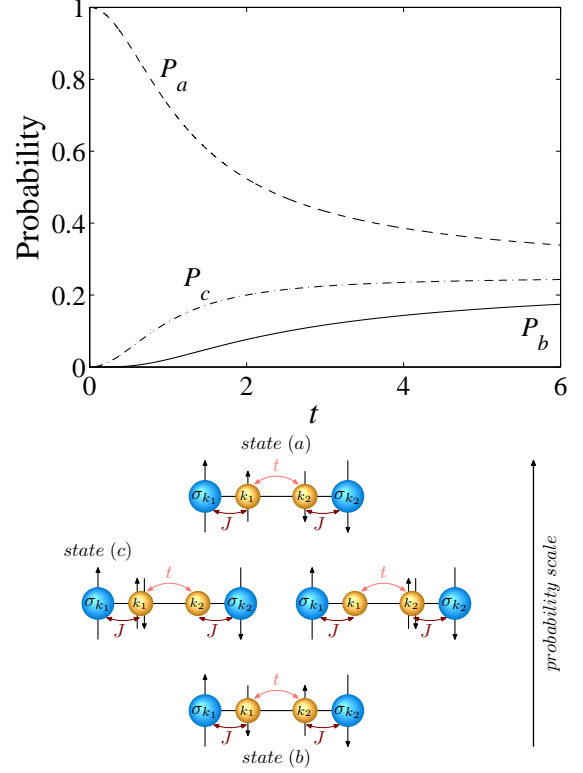 1
0.8
0.6
0.4
0.2
0
0 2 4 6
Probability
t
P_a
P_c
P_b
state (a)
t
σ_{k_1} k_1 k_2 σ_{k_2}
J J
state (c)
t t
σ_{k_1} k_1 k_2 σ_{k_2} σ_{k_1} k_1 k_2 σ_{k_2}
J J J J
t
σ_{k_1} k_1 k_2 σ_{k_2}
J J
state (b)
probability scale